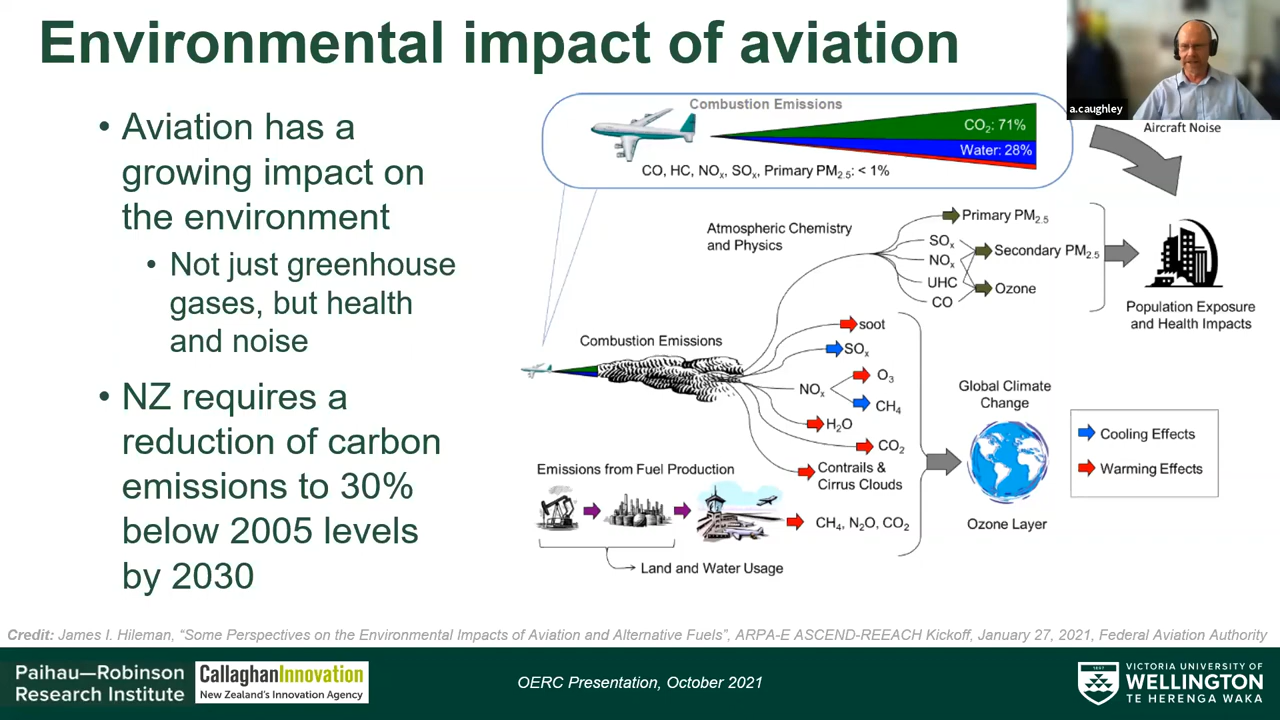 Environmental impact of aviation
a.caughley
• Aviation has a
growing impact on
the environment
• Not just greenhouse
gases, but health
and noise
• NZ requires a
reduction of carbon
emissions to 30%
below 2005 levels
by 2030
Combustion Emissions
CO₂: 71%
Water: 28%
CO, HC, NOₓ, SOₓ, Primary PM₂.₅: < 1%
Aircraft Noise
Atmospheric Chemistry
and Physics
Primary PM₂.₅
SOₓ
NOₓ
UHC
CO
Secondary PM₂.₅
Ozone
Population Exposure
and Health Impacts
Combustion Emissions
soot
SOₓ
NOₓ
O₃
CH₄
H₂O
CO₂
Contrails &
Cirrus Clouds
Global Climate
Change
Ozone Layer
Cooling Effects
Warming Effects
Emissions from Fuel Production
CH₄, N₂O, CO₂
Land and Water Usage
Credit: James I. Hileman, “Some Perspectives on the Environmental Impacts of Aviation and Alternative Fuels”, ARPA-E ASCEND-REEACH Kickoff, January 27, 2021, Federal Aviation Authority
Paihau—Robinson
Research Institute
CallaghanInnovation
New Zealand's Innovation Agency
OERC Presentation, October 2021
1897
VICTORIA UNIVERSITY OF
WELLINGTON
TE HERENGA WAKA